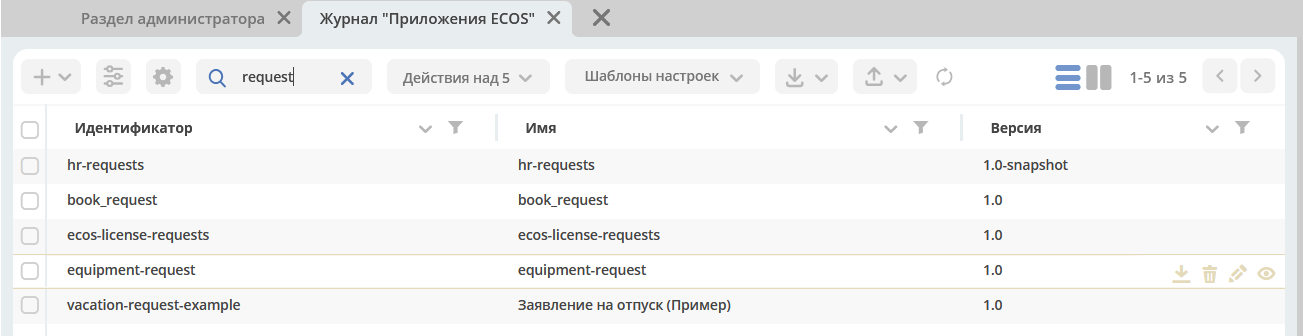 Раздел администратора
Журнал "Приложения ECOS"
request
Действия над 5
Шаблоны настроек
1-5 из 5
Идентификатор Имя Версия
hr-requests hr-requests 1.0-snapshot
book_request book_request 1.0
ecos-license-requests ecos-license-requests 1.0
equipment-request equipment-request 1.0
vacation-request-example Заявление на отпуск (Пример) 1.0